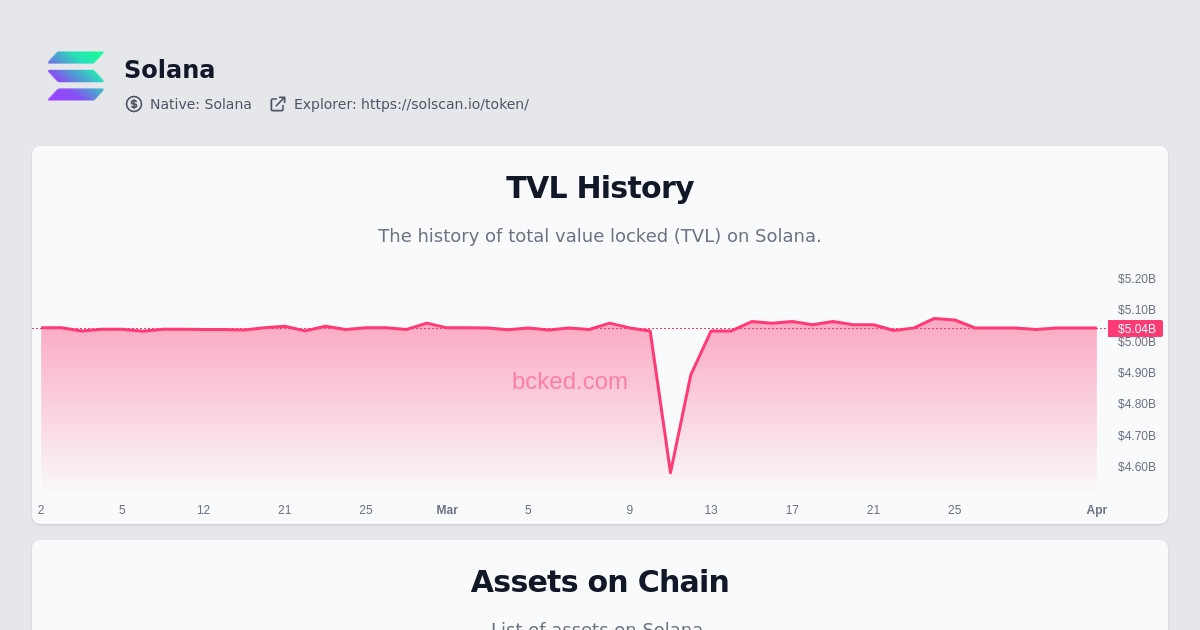 Solana
Native: Solana Explorer: https://solscan.io/token/
TVL History
The history of total value locked (TVL) on Solana.
$5.20B
$5.10B
$5.04B
$5.00B
$4.90B
$4.80B
$4.70B
$4.60B
bcked.com
2 5 12 21 25 Mar 5 9 13 17 21 25 Apr
Assets on Chain
List of assets on Solana.